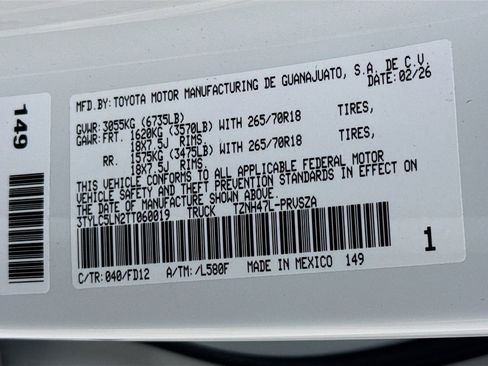 MFD.BY:TOYOTA MOTOR MANUFACTURING DE GUANAJUATO, S.A. DE C.V.
DATE:02/26
GVWR:3055KG (6735LB)
GAWR:FRT. 1620KG (3570LB) WITH 265/70R18 TIRES,
18X7.5J RIMS.
RR. 1575KG (3475LB) WITH 265/70R18 TIRES,
18X7.5J RIMS.
THIS VEHICLE CONFORMS TO ALL APPLICABLE FEDERAL MOTOR
VEHICLE SAFETY AND THEFT PREVENTION STANDARDS IN EFFECT ON
THE DATE OF MANUFACTURE SHOWN ABOVE.
3TYLC5LN2TT060019 TRUCK TZNH47L-PRVSZA
C/TR:040/FD12 A/TM:/L580F MADE IN MEXICO 149
1
149